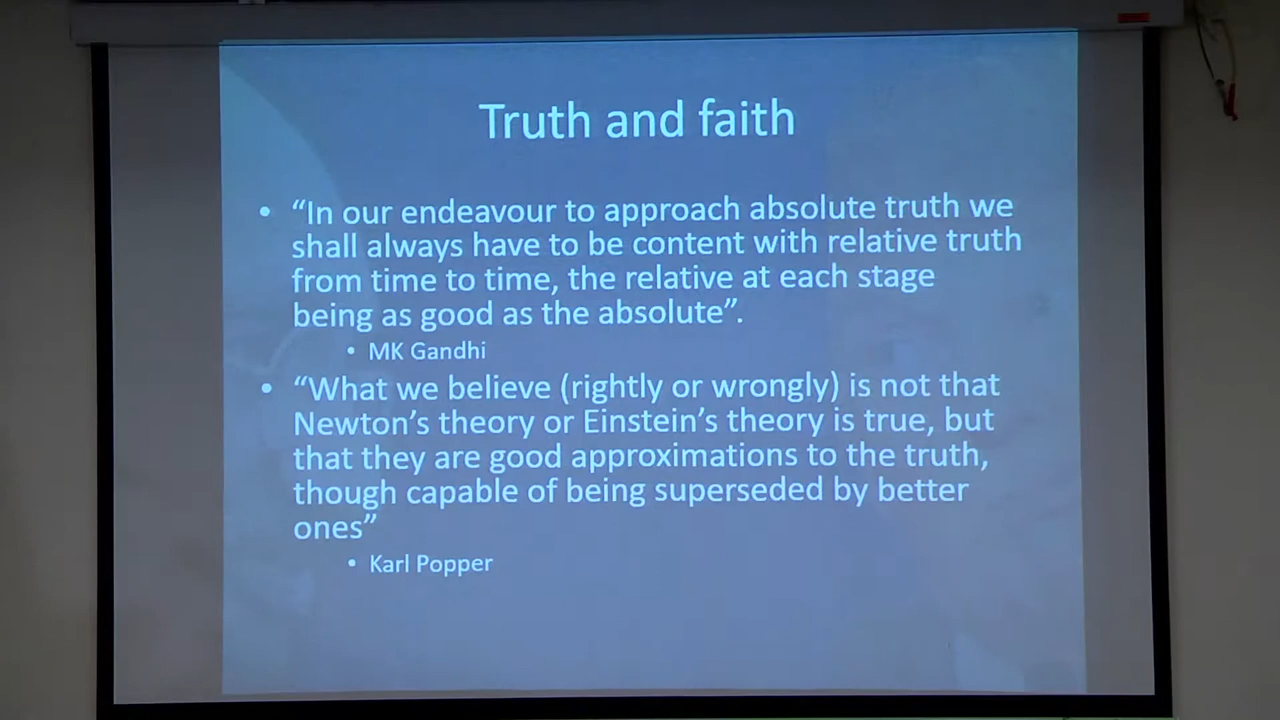 Truth and faith
• “In our endeavour to approach absolute truth we
shall always have to be content with relative truth
from time to time, the relative at each stage
being as good as the absolute”.
• MK Gandhi
• “What we believe (rightly or wrongly) is not that
Newton’s theory or Einstein’s theory is true, but
that they are good approximations to the truth,
though capable of being superseded by better
ones”
• Karl Popper